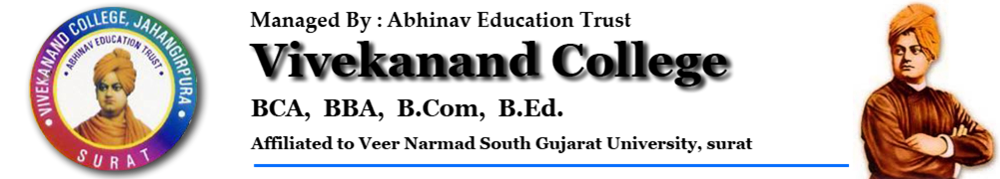 VIVEKANAND COLLEGE, JAHANGIRPURA
ABHINAV EDUCATION TRUST
SURAT
Managed By : Abhinav Education Trust
Vivekanand College
BCA, BBA, B.Com, B.Ed.
Affiliated to Veer Narmad South Gujarat University, surat